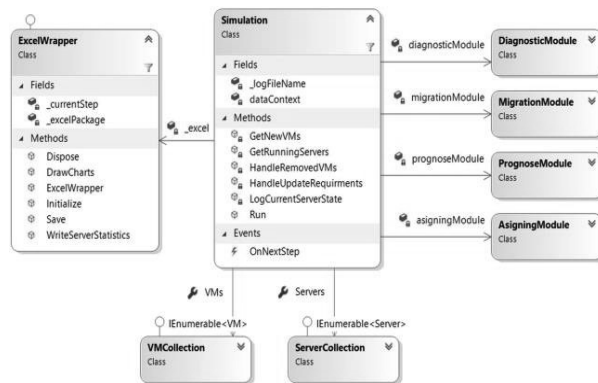 ExcelWrapper
Class
Fields
_currentStep
_excelPackage
Methods
Dispose
DrawCharts
ExcelWrapper
Initialize
Save
WriteServerStatistics
_excel
Simulation
Class
Fields
_logFileName
dataContext
Methods
GetNewVMs
GetRunningServers
HandleRemovedVMs
HandleUpdateRequirments
LogCurrentServerState
Run
Events
OnNextStep
diagnosticModule
DiagnosticModule
Class
migrationModule
MigrationModule
Class
prognoseModule
PrognoseModule
Class
asigningModule
AsigningModule
Class
VMs
Servers
IEnumerable<VM>
VMCollection
Class
IEnumerable<Server>
ServerCollection
Class